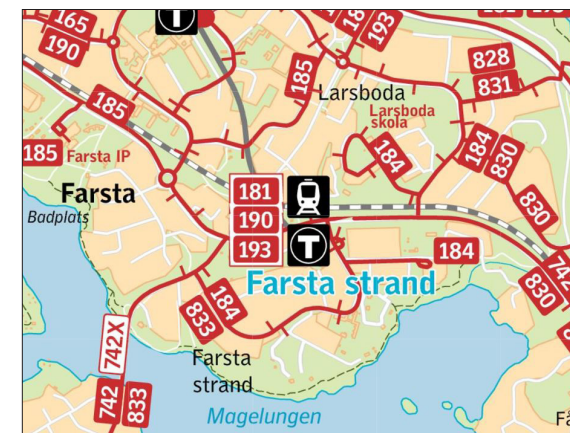 165
190
T
184
193
828
831
185
185
Larsboda
Larsboda
skola
185
Farsta IP
184
184
830
Farsta
Badplats
181
190
193
T
830
184
Farsta strand
742
830
184
833
742X
Farsta
strand
742
833
Magelungen